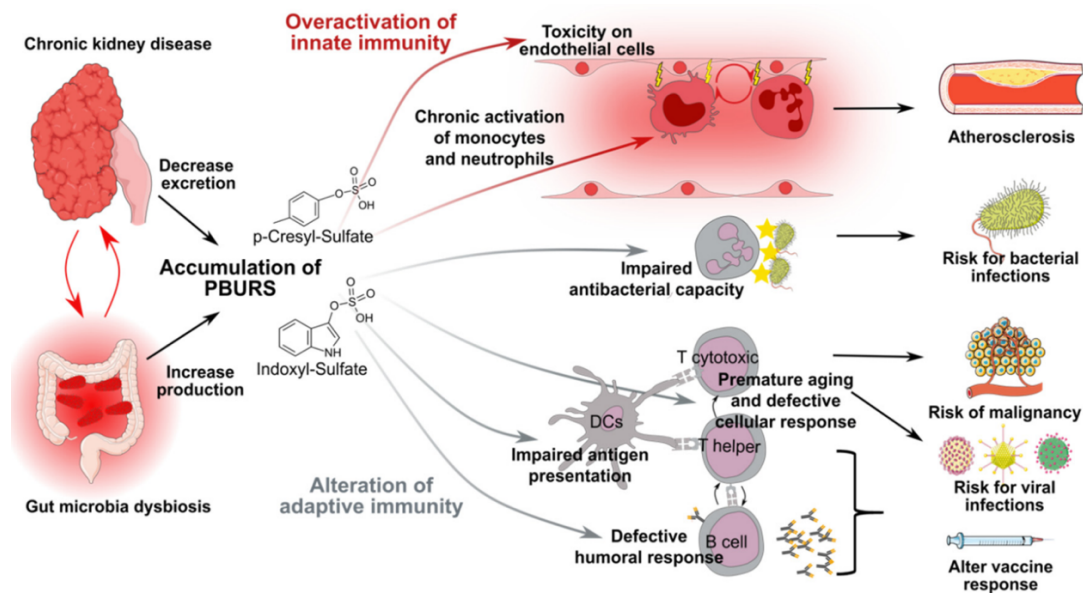 Chronic kidney disease
Decrease
excretion
Accumulation of
PBURS
Increase
production
Gut microbia dysbiosis
Overactivation of
innate immunity
O
O
S
O
OH
p-Cresyl-Sulfate
O
O
S
O
OH
NH
Indoxyl-Sulfate
Alteration of
adaptive immunity
Toxicity on
endothelial cells
Chronic activation
of monocytes
and neutrophils
Impaired
antibacterial capacity
T cytotoxic
Premature aging
and defective
cellular response
DCs
T helper
Impaired antigen
presentation
Defective
humoral response
B cell
Atherosclerosis
Risk for bacterial
infections
Risk of malignancy
Risk for viral
infections
Alter vaccine
response